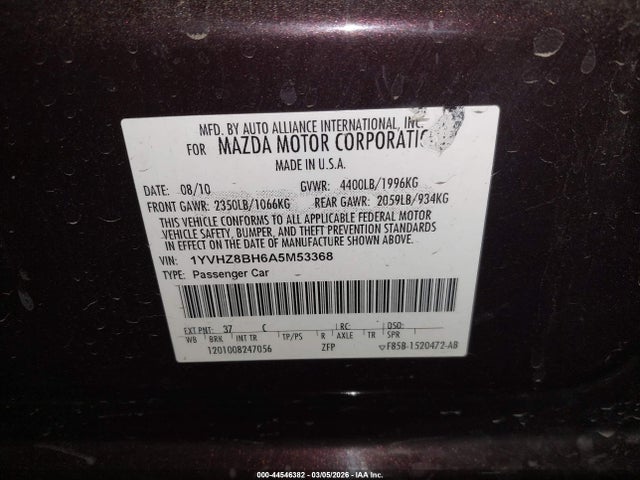 MFD. BY AUTO ALLIANCE INTERNATIONAL, INC.
FOR MAZDA MOTOR CORPORATIO
MADE IN U.S.A.
DATE: 08/10 GVWR: 4400LB/1996KG
FRONT GAWR: 2350LB/1066KG REAR GAWR: 2059LB/934KG
THIS VEHICLE CONFORMS TO ALL APPLICABLE FEDERAL MOTOR
VEHICLE SAFETY, BUMPER, AND THEFT PREVENTION STANDARDS
IN EFFECT ON THE DATE OF MANUFACTURE SHOWN ABOVE.
VIN: 1YVHZ8BH6A5M53368
TYPE: Passenger Car
EXT PNT: 37 C RC: DSO:
WB BRK INT TR TP/PS R AXLE TR SPR
1201008247056 ZFP F85B-1520472-AB
000-44546382 - 03/05/2026 - IAA Inc.